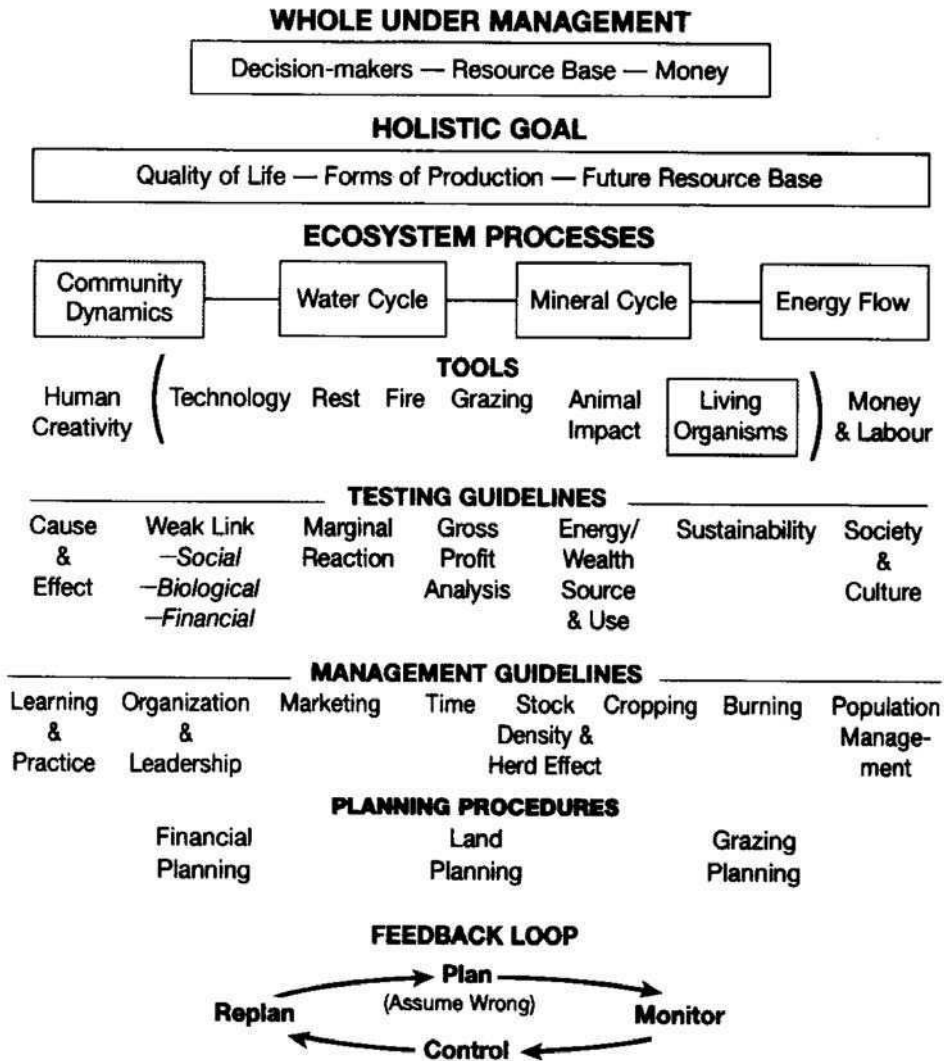 WHOLE UNDER MANAGEMENT
Decision-makers — Resource Base — Money
HOLISTIC GOAL
Quality of Life — Forms of Production — Future Resource Base
ECOSYSTEM PROCESSES
Community
Dynamics
Water Cycle
Mineral Cycle
Energy Flow
TOOLS
Human
Creativity
(
Technology
Rest
Fire
Grazing
Animal
Impact
Living
Organisms
)
Money
& Labour
TESTING GUIDELINES
Cause
&
Effect
Weak Link
—Social
—Biological
—Financial
Marginal
Reaction
Gross
Profit
Analysis
Energy/
Wealth
Source
& Use
Sustainability
Society
&
Culture
MANAGEMENT GUIDELINES
Learning
&
Practice
Organization
&
Leadership
Marketing
Time
Stock
Density &
Herd Effect
Cropping
Burning
Population
Manage-
ment
PLANNING PROCEDURES
Financial
Planning
Land
Planning
Grazing
Planning
FEEDBACK LOOP
Plan
(Assume Wrong)
Replan
Monitor
Control